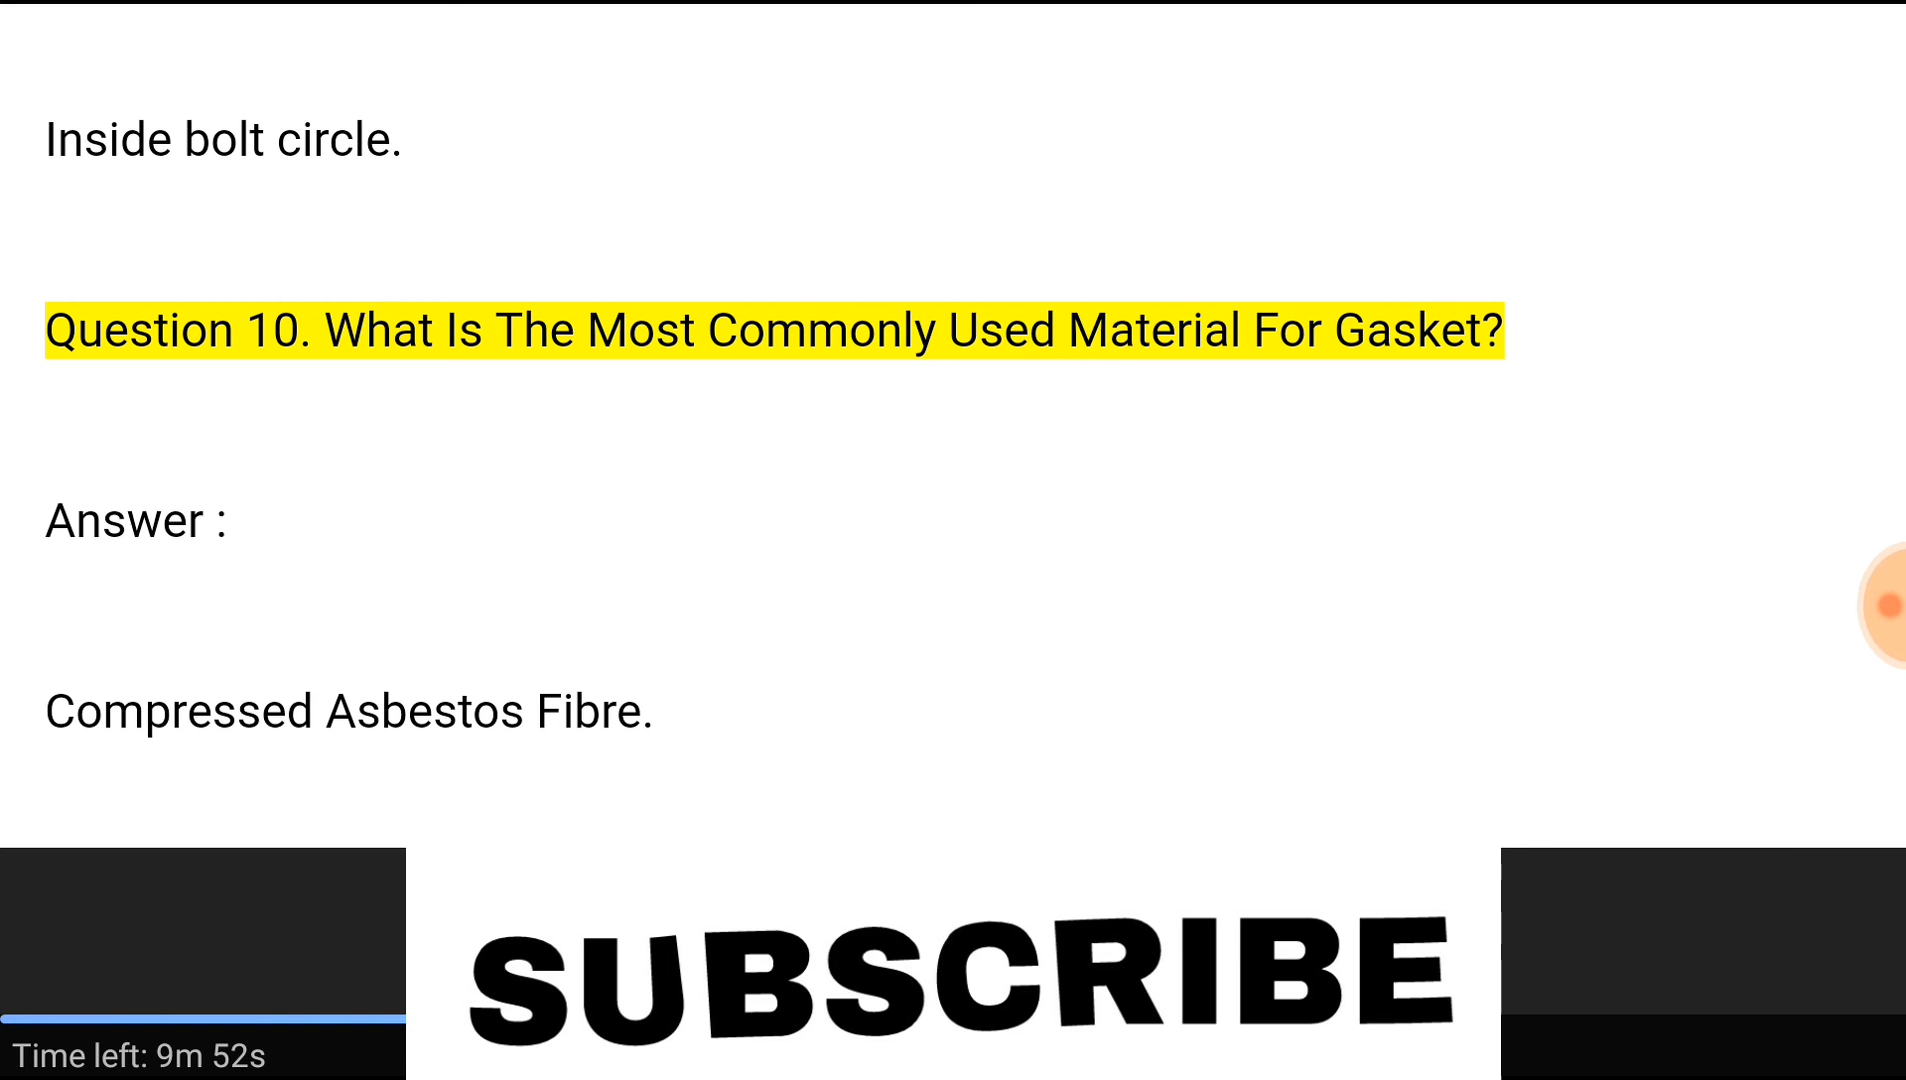 Inside bolt circle.
Question 10. What Is The Most Commonly Used Material For Gasket?
Answer :
Compressed Asbestos Fibre.
SUBSCRIBE
Time left: 9m 52s